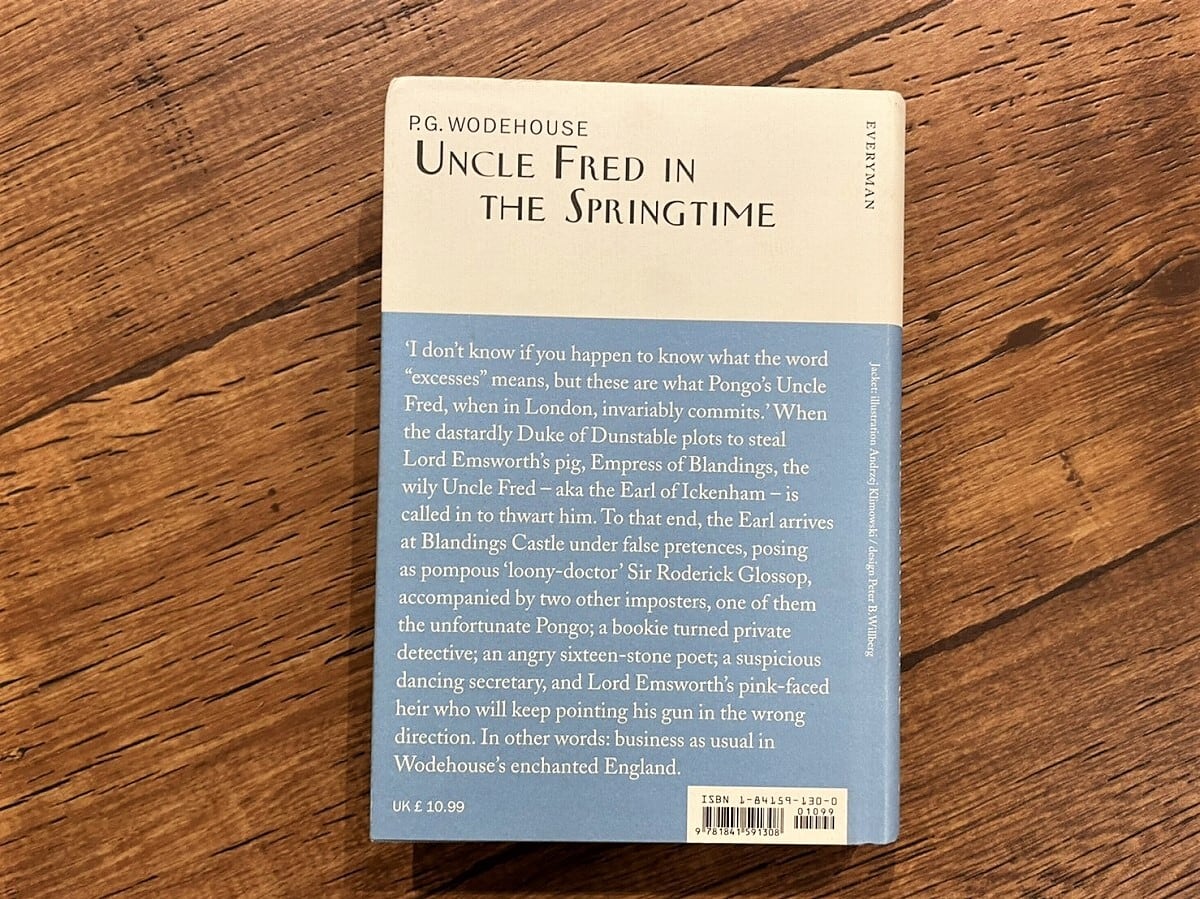 P.G. WODEHOUSE
UNCLE FRED IN
THE SPRINGTIME
EVERYMAN
‘I don’t know if you happen to know what the word
“excesses” means, but these are what Pongo’s Uncle
Fred, when in London, invariably commits.’ When
the dastardly Duke of Dunstable plots to steal
Lord Emsworth’s pig, Empress of Blandings, the
wily Uncle Fred – aka the Earl of Ickenham – is
called in to thwart him. To that end, the Earl arrives
at Blandings Castle under false pretences, posing
as pompous ‘loony-doctor’ Sir Roderick Glossop,
accompanied by two other imposters, one of them
the unfortunate Pongo; a bookie turned private
detective; an angry sixteen-stone poet; a suspicious
dancing secretary, and Lord Emsworth’s pink-faced
heir who will keep pointing his gun in the wrong
direction. In other words: business as usual in
Wodehouse’s enchanted England.
Jacket: illustration Andrzej Klimowski / design Peter B. Willberg
UK £ 10.99
ISBN 1-84159-130-0
01099
9 781841 591308